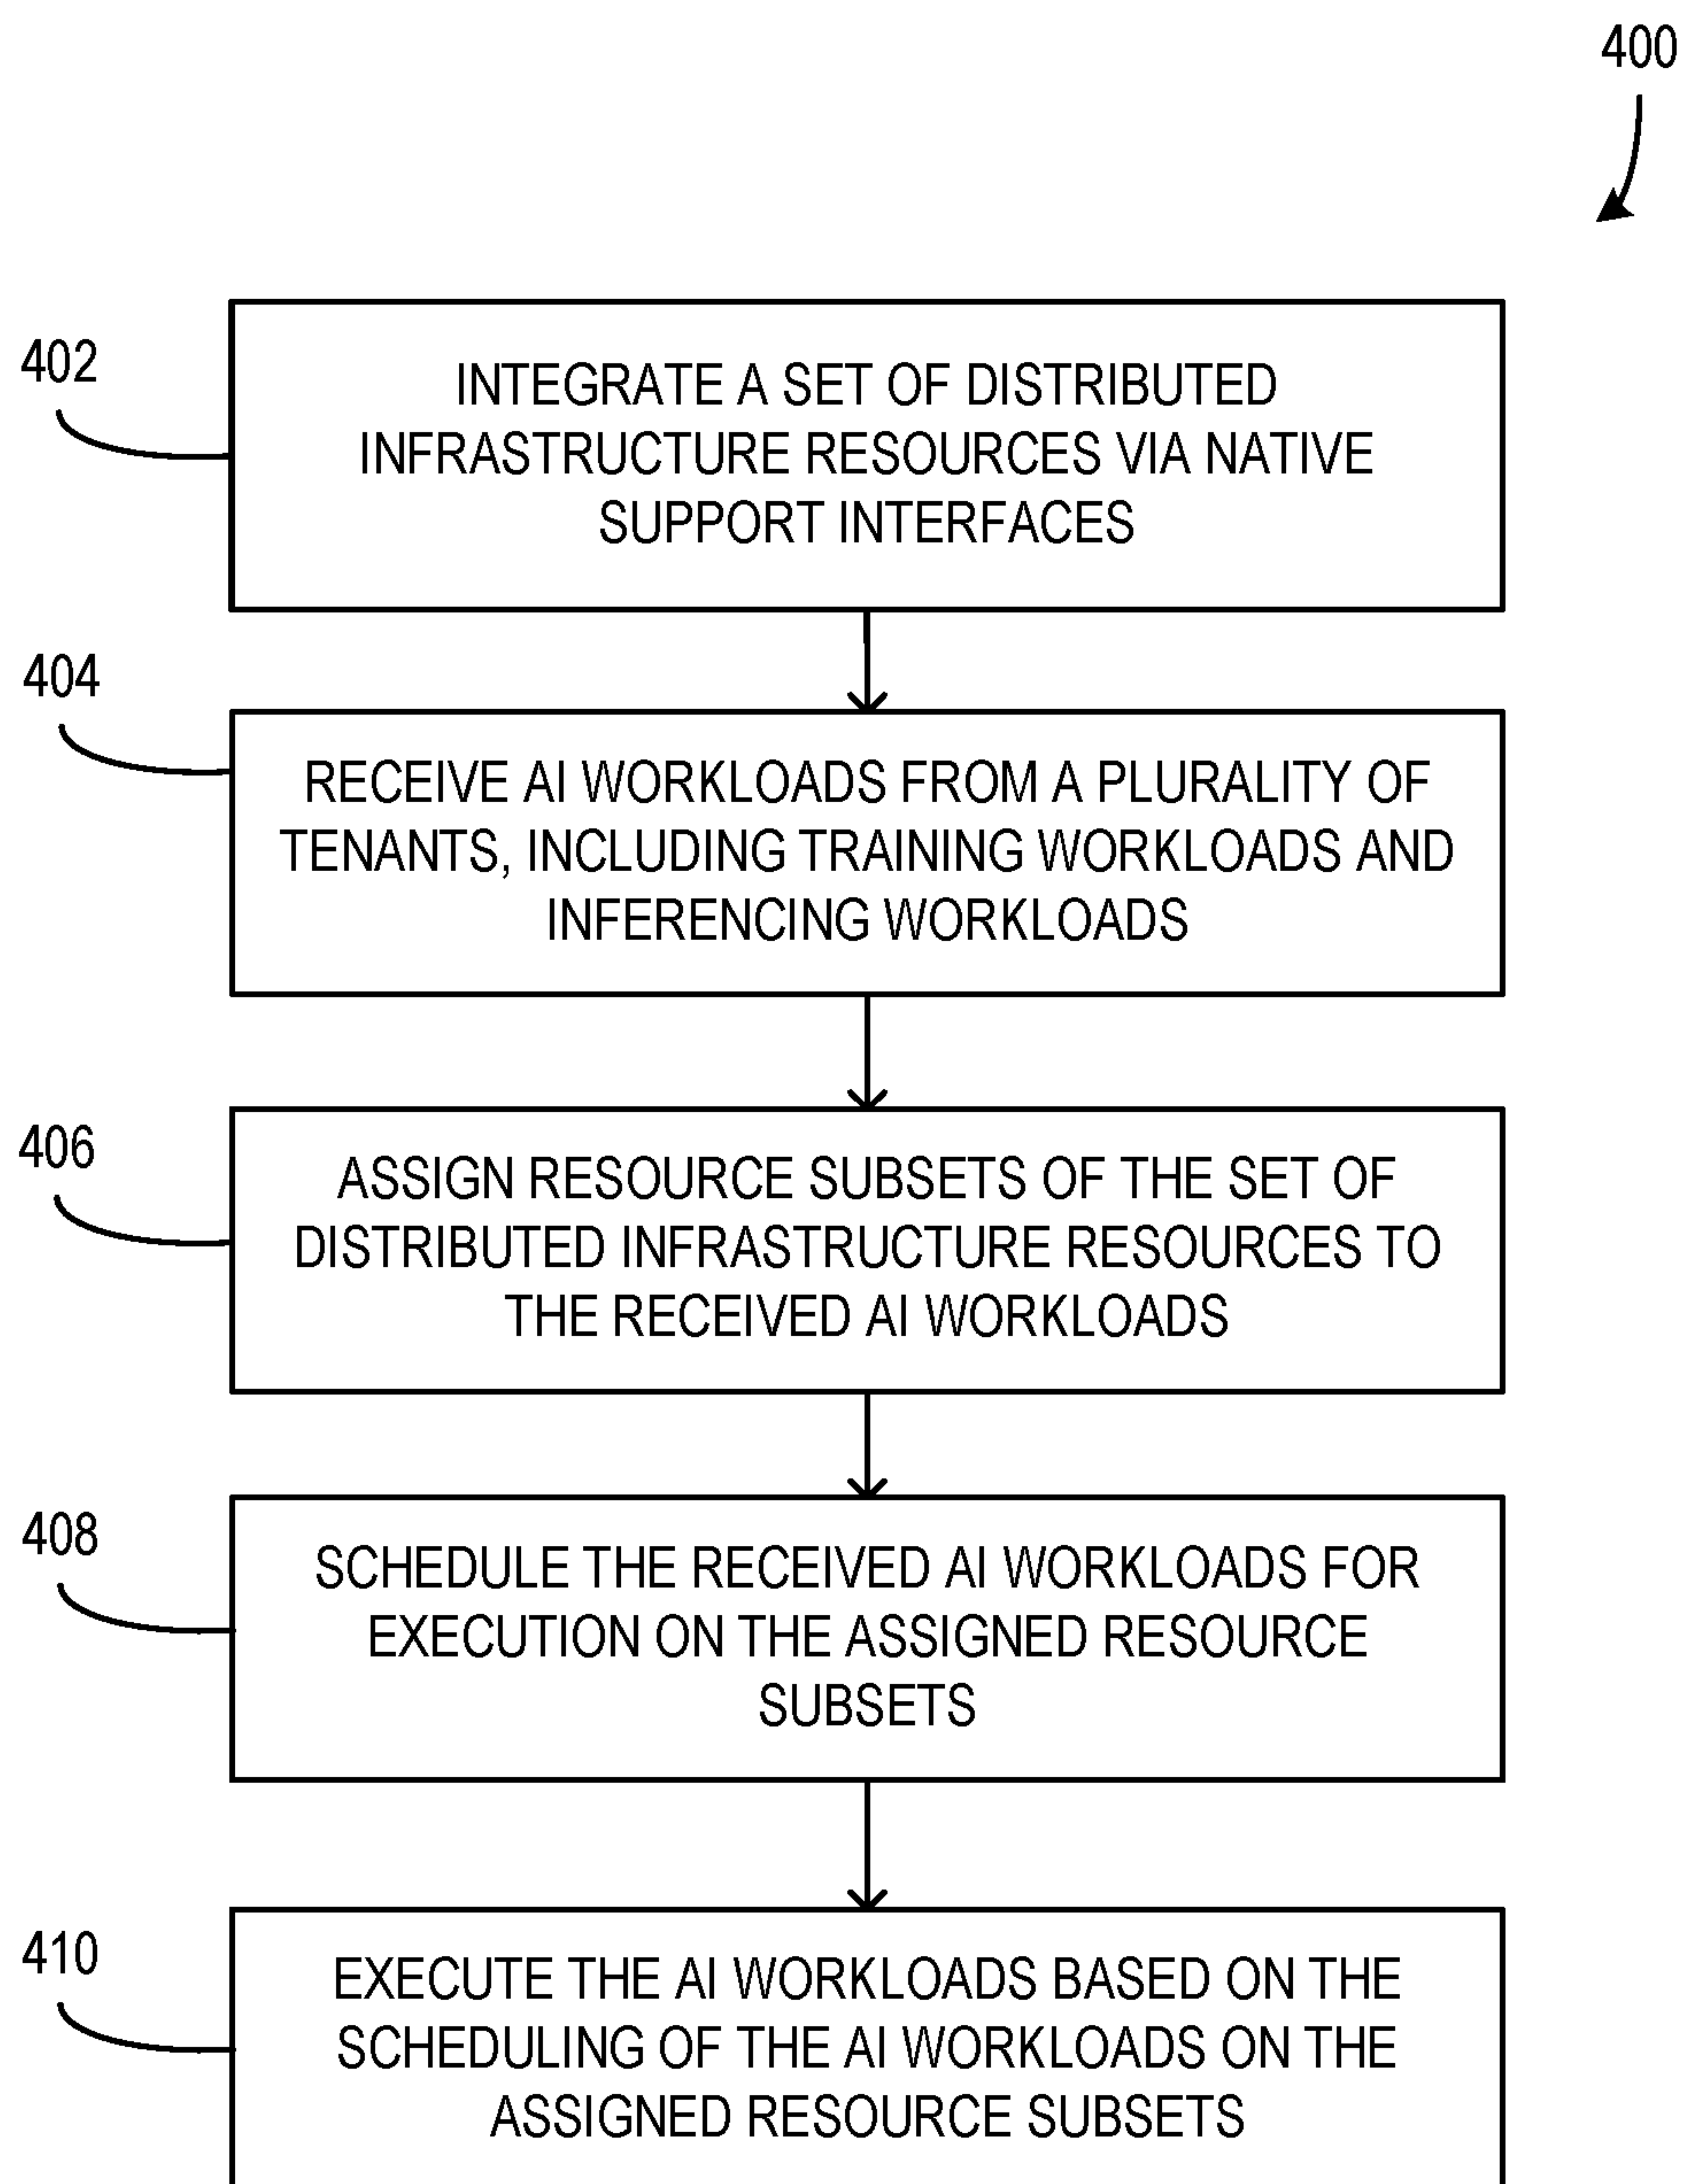 400
402
INTEGRATE A SET OF DISTRIBUTED
INFRASTRUCTURE RESOURCES VIA NATIVE
SUPPORT INTERFACES
404
RECEIVE AI WORKLOADS FROM A PLURALITY OF
TENANTS, INCLUDING TRAINING WORKLOADS AND
INFERENCING WORKLOADS
406
ASSIGN RESOURCE SUBSETS OF THE SET OF
DISTRIBUTED INFRASTRUCTURE RESOURCES TO
THE RECEIVED AI WORKLOADS
408
SCHEDULE THE RECEIVED AI WORKLOADS FOR
EXECUTION ON THE ASSIGNED RESOURCE
SUBSETS
410
EXECUTE THE AI WORKLOADS BASED ON THE
SCHEDULING OF THE AI WORKLOADS ON THE
ASSIGNED RESOURCE SUBSETS